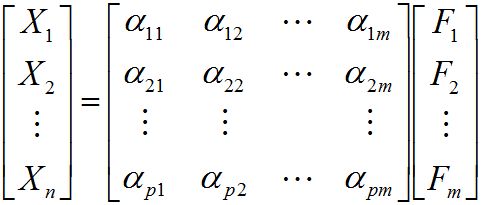 X₁ = α₁₁ α₁₂ ⋯ α₁ₘ F₁
X₂ α₂₁ α₂₂ ⋯ α₂ₘ F₂
⋮ ⋮ ⋮ ⋮ ⋮
Xₙ αₚ₁ αₚ₂ ⋯ αₚₘ Fₘ